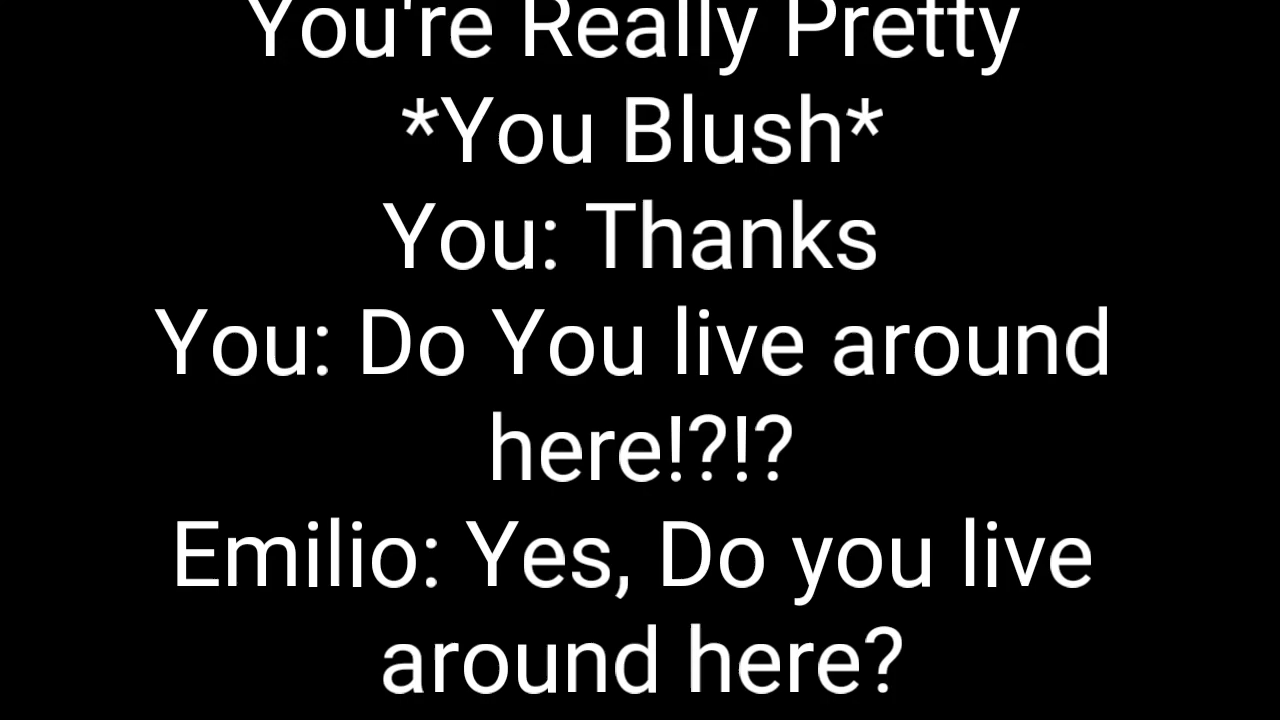 You're Really Pretty
*You Blush*
You: Thanks
You: Do You live around
here!?!?
Emilio: Yes, Do you live
around here?